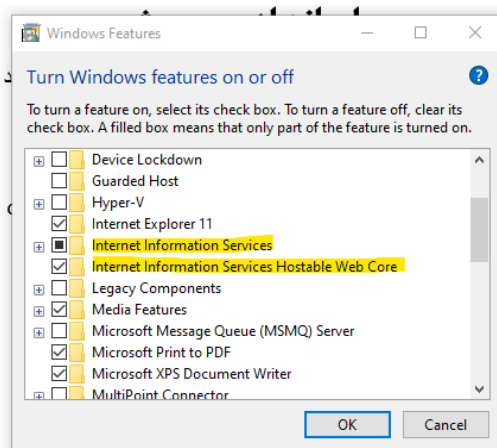 Windows Features
Turn Windows features on or off
To turn a feature on, select its check box. To turn a feature off, clear its
check box. A filled box means that only part of the feature is turned on.
Device Lockdown
Guarded Host
Hyper-V
Internet Explorer 11
Internet Information Services
Internet Information Services Hostable Web Core
Legacy Components
Media Features
Microsoft Message Queue (MSMQ) Server
Microsoft Print to PDF
Microsoft XPS Document Writer
MultiPoint Connector
OK
Cancel